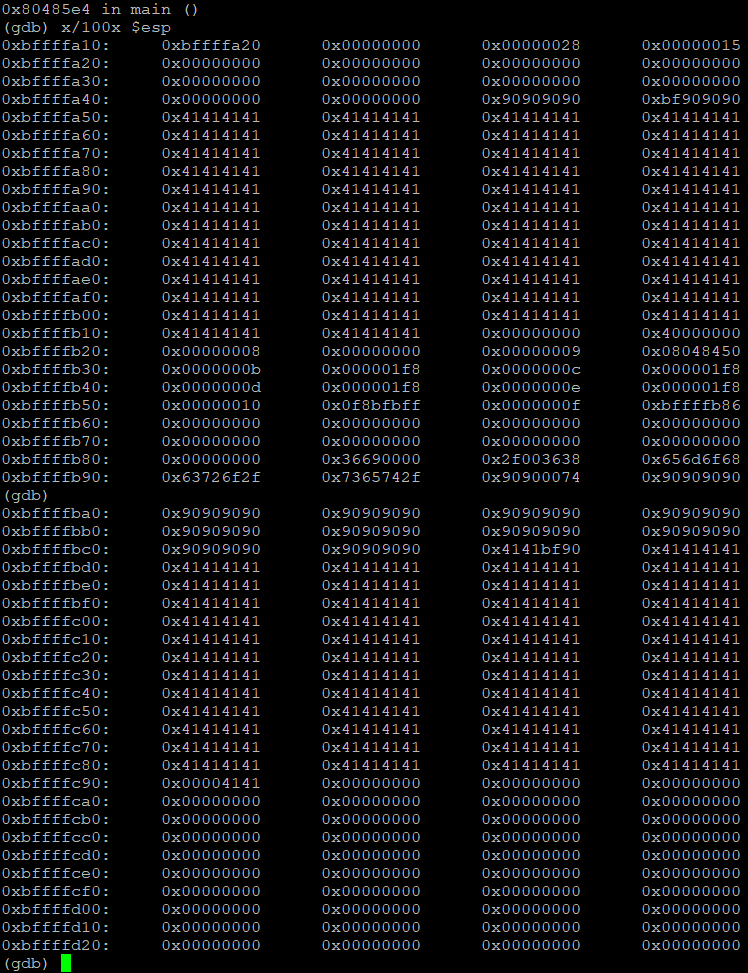 0x80485e4 in main ()
(gdb) x/100x $esp
0xbffffa10:     0xbffffa20      0x00000000      0x00000028      0x00000015
0xbffffa20:     0x00000000      0x00000000      0x00000000      0x00000000
0xbffffa30:     0x00000000      0x00000000      0x00000000      0x00000000
0xbffffa40:     0x00000000      0x00000000      0x90909090      0xbf909090
0xbffffa50:     0x41414141      0x41414141      0x41414141      0x41414141
0xbffffa60:     0x41414141      0x41414141      0x41414141      0x41414141
0xbffffa70:     0x41414141      0x41414141      0x41414141      0x41414141
0xbffffa80:     0x41414141      0x41414141      0x41414141      0x41414141
0xbffffa90:     0x41414141      0x41414141      0x41414141      0x41414141
0xbffffaa0:     0x41414141      0x41414141      0x41414141      0x41414141
0xbffffab0:     0x41414141      0x41414141      0x41414141      0x41414141
0xbffffac0:     0x41414141      0x41414141      0x41414141      0x41414141
0xbffffad0:     0x41414141      0x41414141      0x41414141      0x41414141
0xbffffae0:     0x41414141      0x41414141      0x41414141      0x41414141
0xbffffaf0:     0x41414141      0x41414141      0x41414141      0x41414141
0xbffffb00:     0x41414141      0x41414141      0x41414141      0x41414141
0xbffffb10:     0x41414141      0x41414141      0x00000000      0x40000000
0xbffffb20:     0x00000008      0x00000000      0x00000009      0x08048450
0xbffffb30:     0x0000000b      0x000001f8      0x0000000c      0x000001f8
0xbffffb40:     0x0000000d      0x000001f8      0x0000000e      0x000001f8
0xbffffb50:     0x00000010      0x0f8bfbff      0x0000000f      0xbffffb86
0xbffffb60:     0x00000000      0x00000000      0x00000000      0x00000000
0xbffffb70:     0x00000000      0x00000000      0x00000000      0x00000000
0xbffffb80:     0x00000000      0x36690000      0x2f003638      0x656d6f68
0xbffffb90:     0x63726f2f      0x7365742f      0x90900074      0x90909090
(gdb)
0xbffffba0:     0x90909090      0x90909090      0x90909090      0x90909090
0xbffffbb0:     0x90909090      0x90909090      0x90909090      0x90909090
0xbffffbc0:     0x90909090      0x90909090      0x4141bf90      0x41414141
0xbffffbd0:     0x41414141      0x41414141      0x41414141      0x41414141
0xbffffbe0:     0x41414141      0x41414141      0x41414141      0x41414141
0xbffffbf0:     0x41414141      0x41414141      0x41414141      0x41414141
0xbffffc00:     0x41414141      0x41414141      0x41414141      0x41414141
0xbffffc10:     0x41414141      0x41414141      0x41414141      0x41414141
0xbffffc20:     0x41414141      0x41414141      0x41414141      0x41414141
0xbffffc30:     0x41414141      0x41414141      0x41414141      0x41414141
0xbffffc40:     0x41414141      0x41414141      0x41414141      0x41414141
0xbffffc50:     0x41414141      0x41414141      0x41414141      0x41414141
0xbffffc60:     0x41414141      0x41414141      0x41414141      0x41414141
0xbffffc70:     0x41414141      0x41414141      0x41414141      0x41414141
0xbffffc80:     0x41414141      0x41414141      0x41414141      0x41414141
0xbffffc90:     0x00004141      0x00000000      0x00000000      0x00000000
0xbffffca0:     0x00000000      0x00000000      0x00000000      0x00000000
0xbffffcb0:     0x00000000      0x00000000      0x00000000      0x00000000
0xbffffcc0:     0x00000000      0x00000000      0x00000000      0x00000000
0xbffffcd0:     0x00000000      0x00000000      0x00000000      0x00000000
0xbffffce0:     0x00000000      0x00000000      0x00000000      0x00000000
0xbffffcf0:     0x00000000      0x00000000      0x00000000      0x00000000
0xbffffd00:     0x00000000      0x00000000      0x00000000      0x00000000
0xbffffd10:     0x00000000      0x00000000      0x00000000      0x00000000
0xbffffd20:     0x00000000      0x00000000      0x00000000      0x00000000
(gdb)